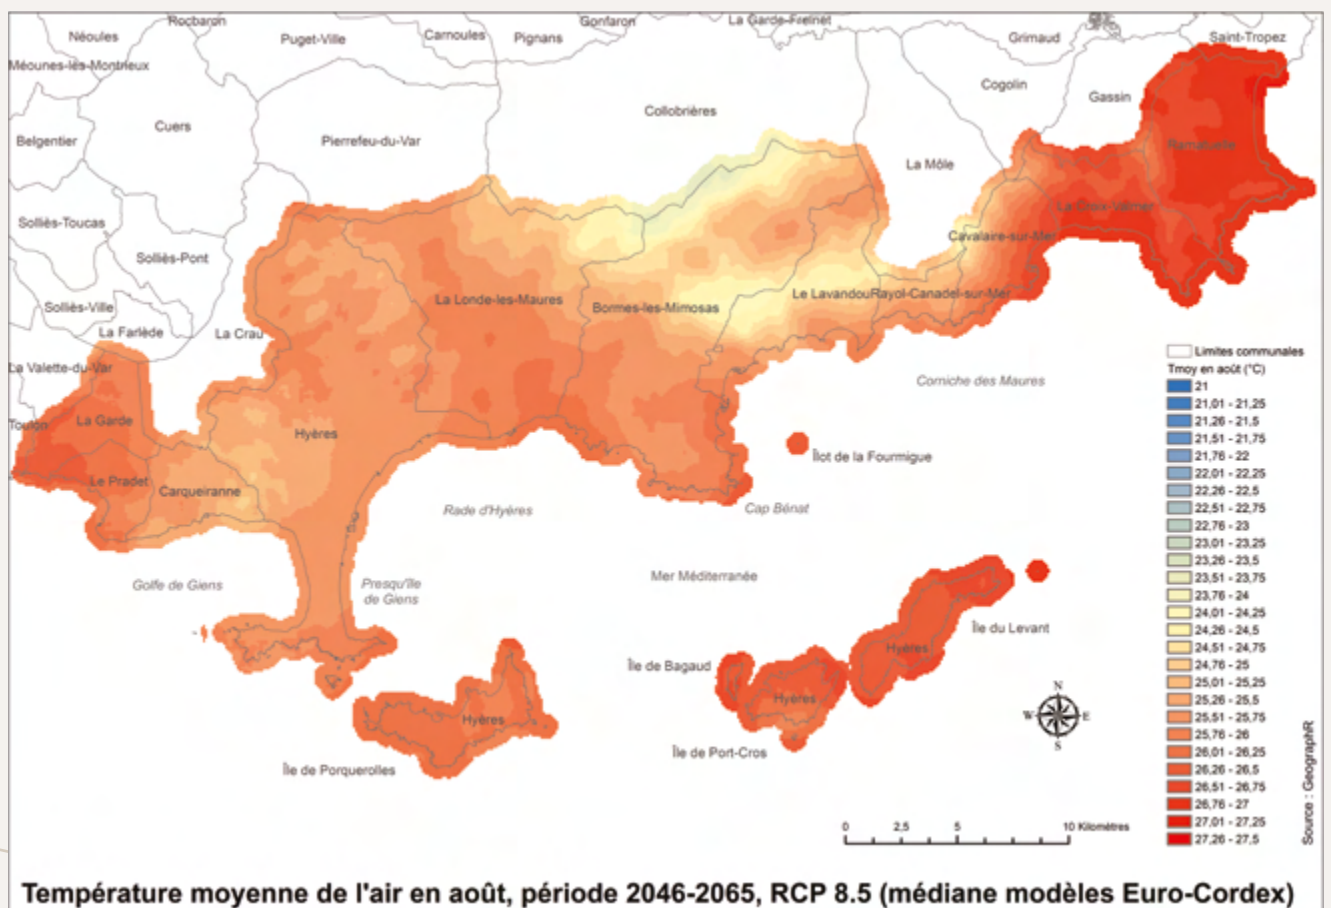 Rocbaron
Gonfaron
La Garde-Freinet
Néoules
Puget-Ville
Carnoules
Pignans
Grimaud
Saint-Tropez
Méounes-lès-Montrieux
Cogolin
Gassin
Collobrières
Cuers
Belgentier
Pierrefeu-du-Var
La Môle
Ramatuelle
La Croix-Valmer
Solliès-Toucas
Cavalaire-sur-Mer
Solliès-Pont
Le Lavandou
Rayol-Canadel-sur-Mer
La Londe-les-Maures
Bormes-les-Mimosas
Solliès-Ville
La Farlède
La Crau
La Valette-du-Var
Corniche des Maures
Toulon
La Garde
Hyères
Îlot de la Fourmigue
Le Pradet
Carqueiranne
Rade d'Hyères
Cap Bénat
Mer Méditerranée
Golfe de Giens
Presqu'île
de Giens
Île du Levant
Hyères
Île de Bagaud
Hyères
Hyères
Île de Port-Cros
Île de Porquerolles
Limites communales
Tmoy en août (°C)
21
21,01 - 21,25
21,26 - 21,5
21,51 - 21,75
21,76 - 22
22,01 - 22,25
22,26 - 22,5
22,51 - 22,75
22,76 - 23
23,01 - 23,25
23,26 - 23,5
23,51 - 23,75
23,76 - 24
24,01 - 24,25
24,26 - 24,5
24,51 - 24,75
24,76 - 25
25,01 - 25,25
25,26 - 25,5
25,51 - 25,75
25,76 - 26
26,01 - 26,25
26,26 - 26,5
26,51 - 26,75
26,76 - 27
27,01 - 27,25
27,26 - 27,5
N
W
E
S
0 2,5 5 10 Kilomètres
Source : GeographR
Température moyenne de l'air en août, période 2046-2065, RCP 8.5 (médiane modèles Euro-Cordex)